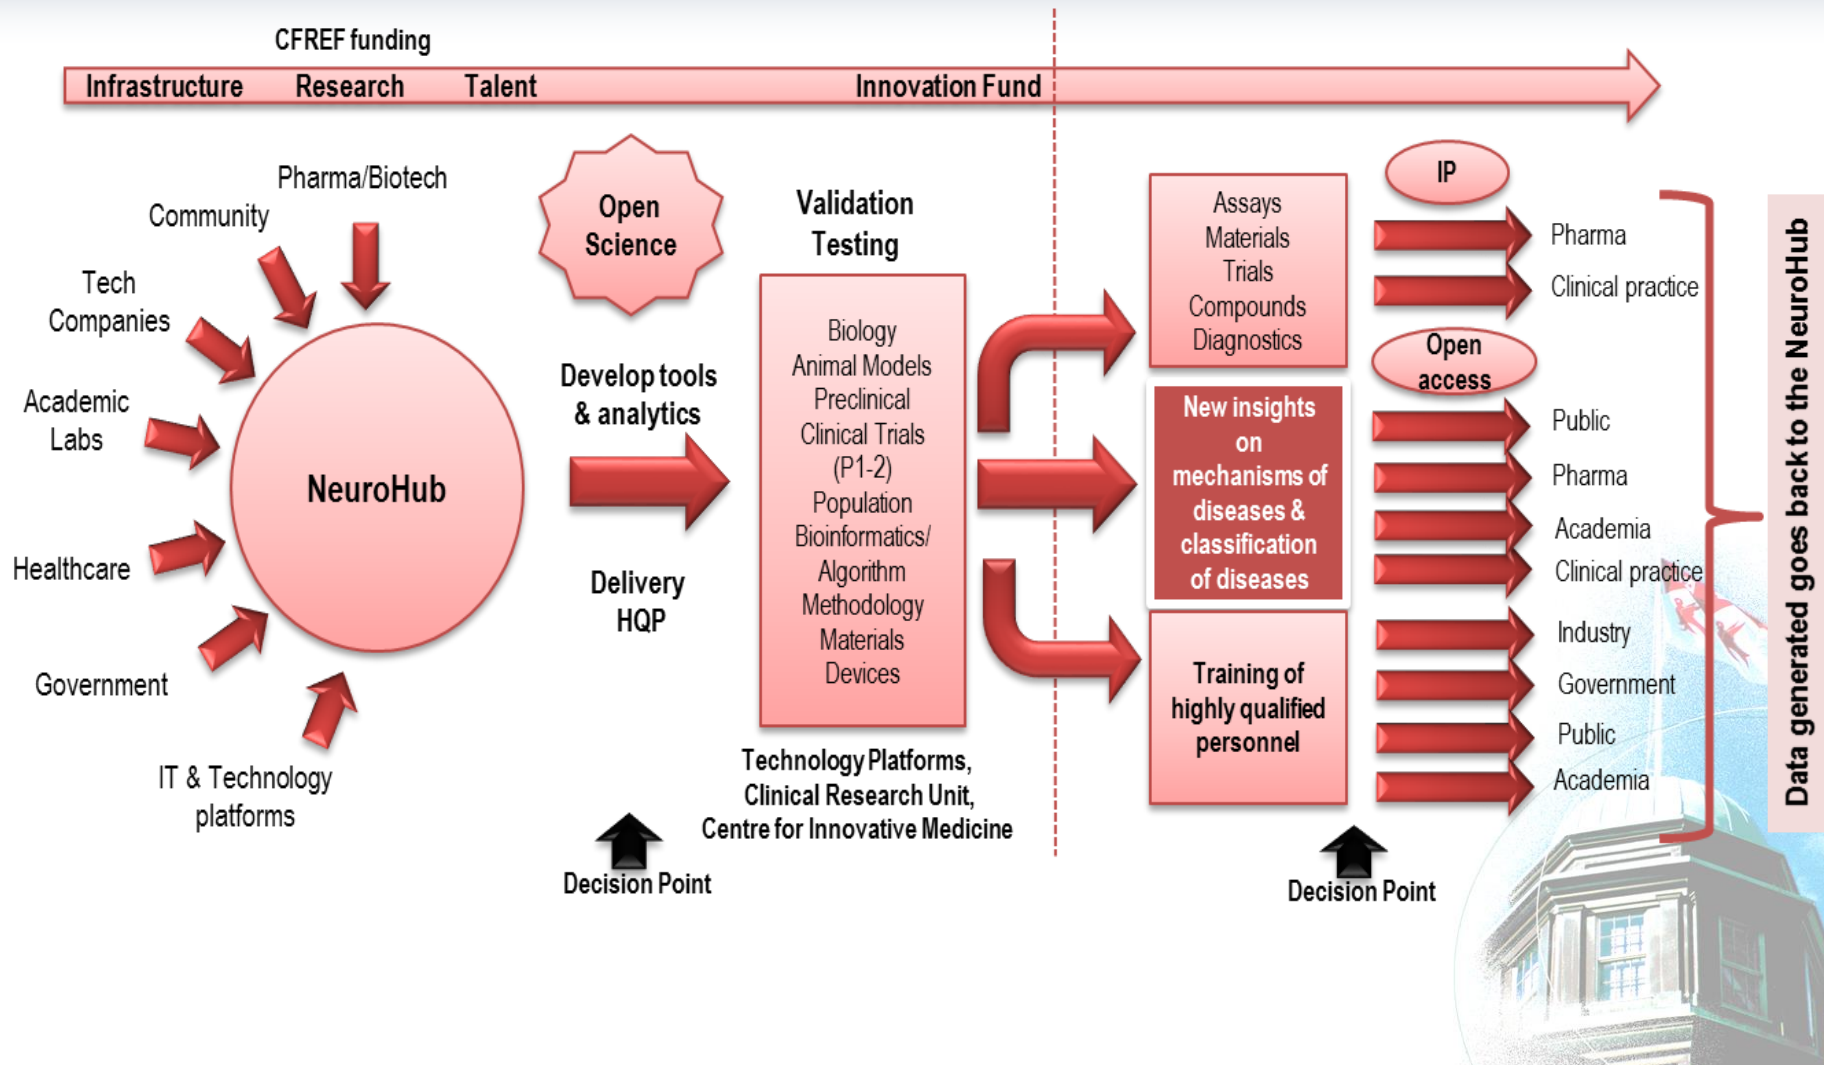 CFREF funding
Infrastructure Research Talent Innovation Fund
Pharma/Biotech
Community
Tech
Companies
Academic
Labs
Healthcare
Government
IT & Technology
platforms
NeuroHub
Open
Science
Develop tools
& analytics
Delivery
HQP
Decision Point
Validation
Testing
Biology
Animal Models
Preclinical
Clinical Trials
(P1-2)
Population
Bioinformatics/
Algorithm
Methodology
Materials
Devices
Technology Platforms,
Clinical Research Unit,
Centre for Innovative Medicine
Assays
Materials
Trials
Compounds
Diagnostics
New insights
on
mechanisms of
diseases &
classification
of diseases
Training of
highly qualified
personnel
Decision Point
IP
Pharma
Clinical practice
Open
access
Public
Pharma
Academia
Clinical practice
Industry
Government
Public
Academia
Data generated goes back to the NeuroHub